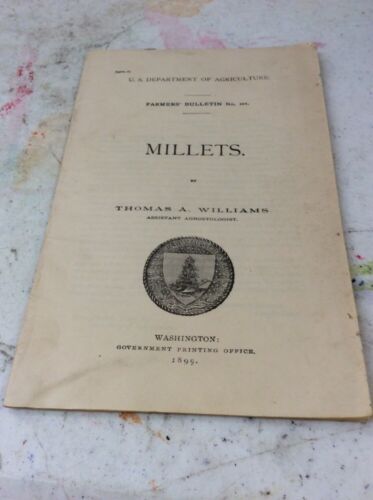 U. S. DEPARTMENT OF AGRICULTURE.
FARMERS' BULLETIN No. 101.
MILLETS.
BY
THOMAS A. WILLIAMS,
ASSISTANT AGROSTOLOGIST.
WASHINGTON:
GOVERNMENT PRINTING OFFICE.
1899.